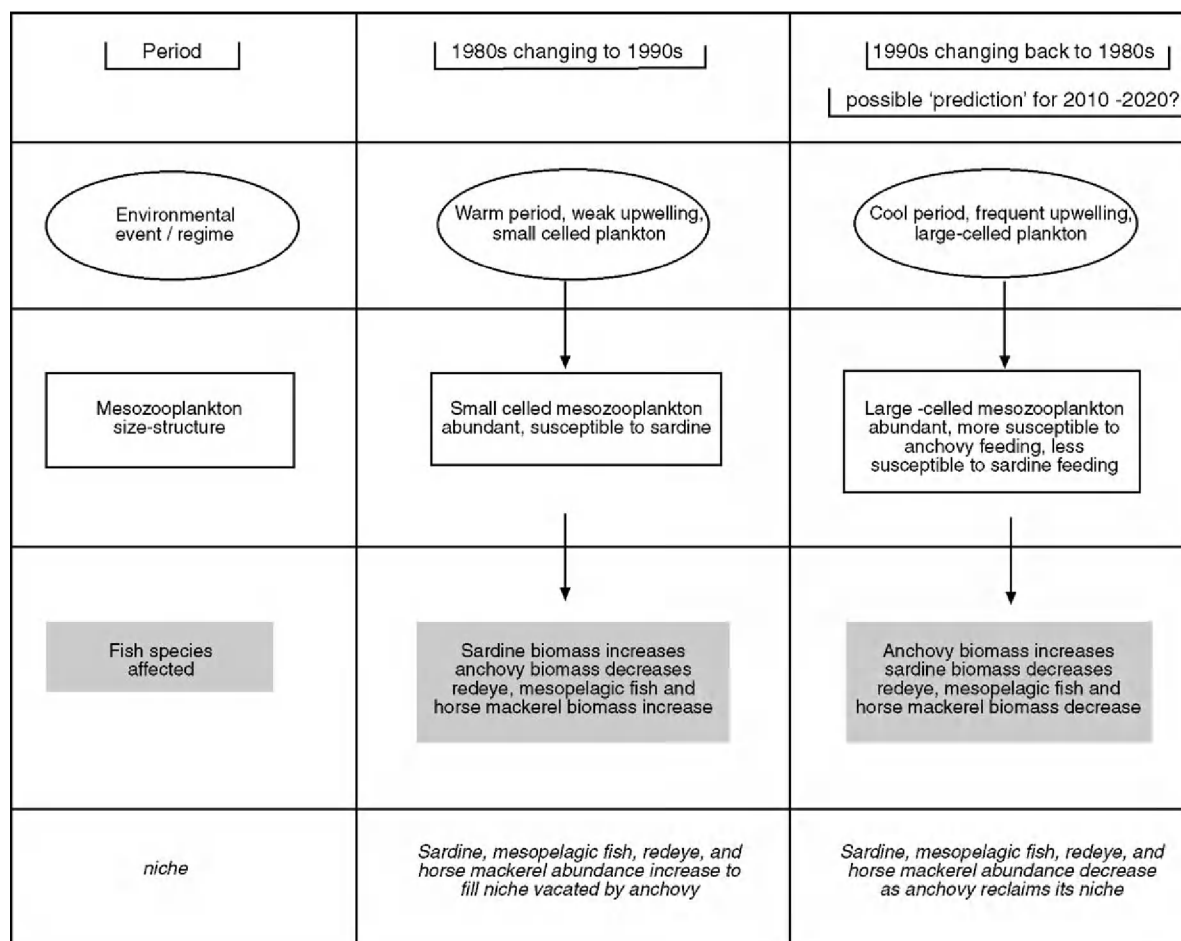 Period
1980s changing to 1990s
1990s changing back to 1980s
possible ‘prediction’ for 2010 -2020?
Environmental
event / regime
Warm period, weak upwelling,
small celled plankton
Cool period, frequent upwelling,
large-celled plankton
Mesozooplankton
size-structure
Small celled mesozooplankton
abundant, susceptible to sardine
Large -celled mesozooplankton
abundant, more susceptible to
anchovy feeding, less
susceptible to sardine feeding
Fish species
affected
Sardine biomass increases
anchovy biomass decreases
redeye, mesopelagic fish and
horse mackerel biomass increase
Anchovy biomass increases
sardine biomass decreases
redeye, mesopelagic fish and
horse mackerel biomass decrease
niche
Sardine, mesopelagic fish, redeye, and
horse mackerel abundance increase to
fill niche vacated by anchovy
Sardine, mesopelagic fish, redeye, and
horse mackerel abundance decrease
as anchovy reclaims its niche